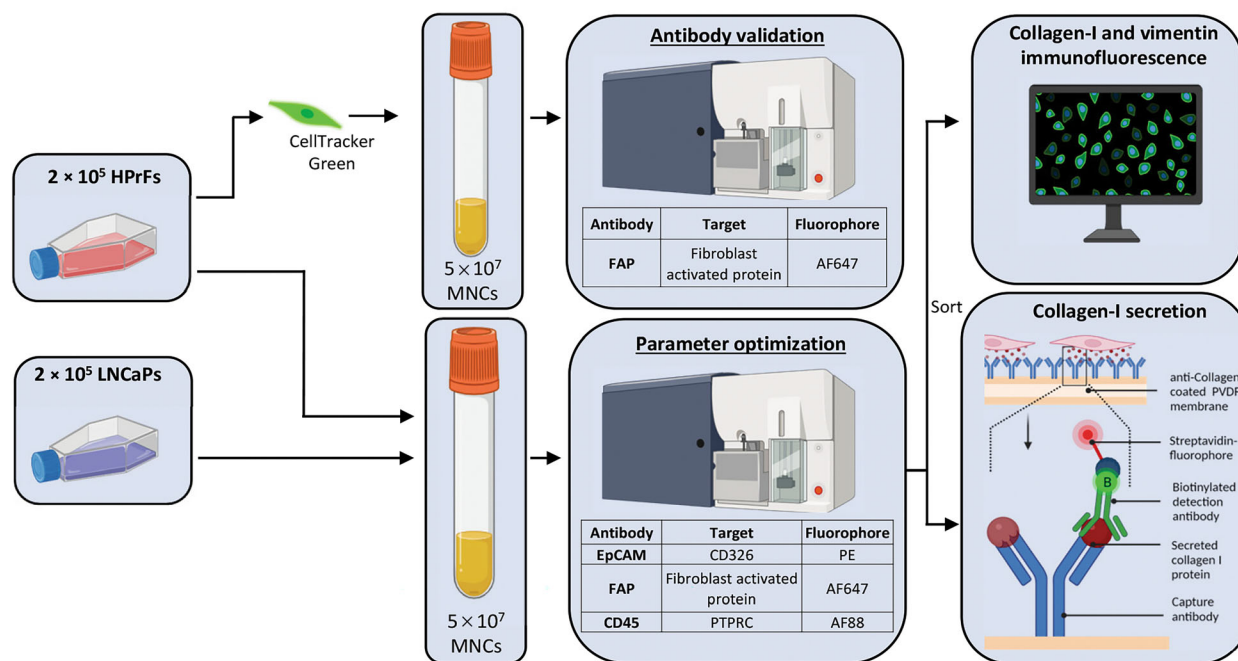 2 × 10⁵ HPrFs
2 × 10⁵ LNCaPs
CellTracker
Green
5 × 10⁷
MNCs
5 × 10⁷
MNCs
Antibody validation
Antibody Target Fluorophore
FAP Fibroblast activated protein AF647
Parameter optimization
Antibody Target Fluorophore
EpCAM CD326 PE
FAP Fibroblast activated protein AF647
CD45 PTPRC AF88
Sort
Collagen-I and vimentin
immunofluorescence
Collagen-I secretion
anti-Collagen
coated PVDF
membrane
Streptavidin-
fluorophore
B
Biotinylated
detection
antibody
Secreted
collagen I
protein
Capture
antibody